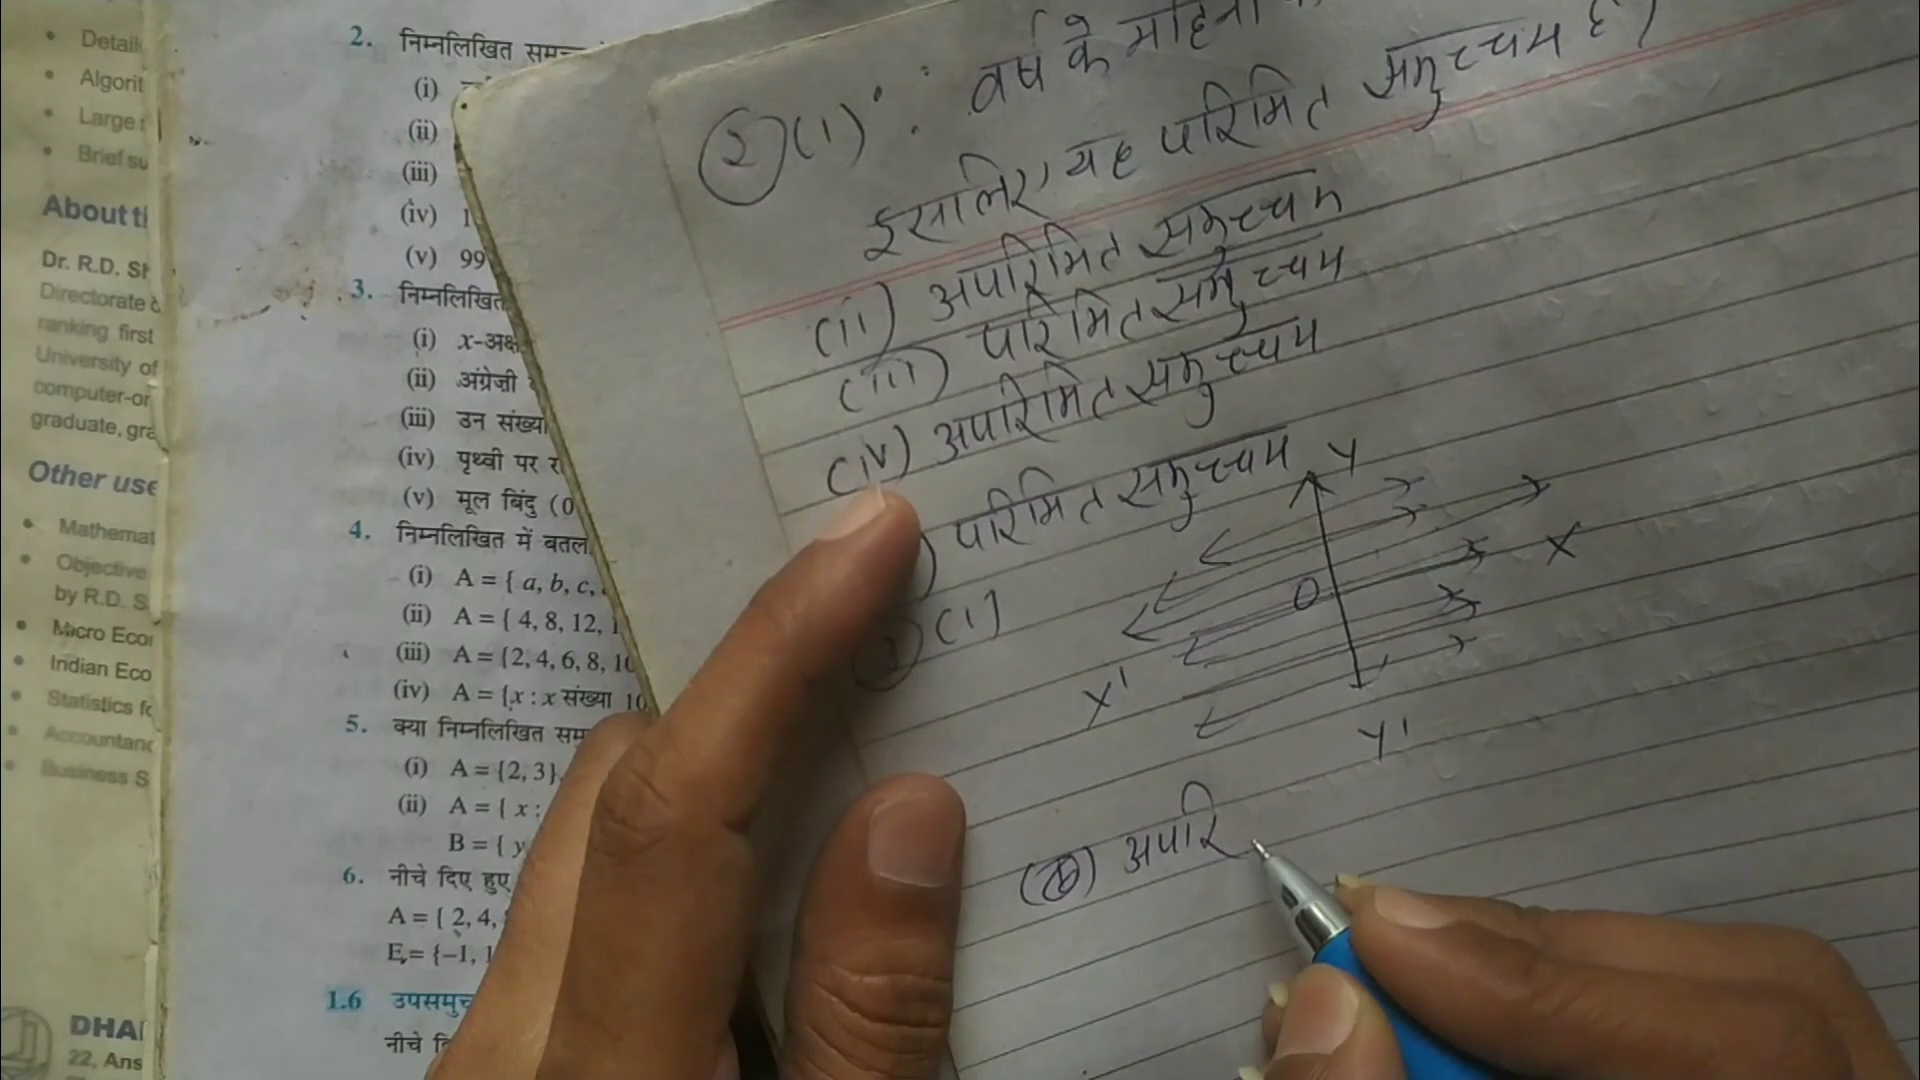 Detail
Algorit
Large
Brief su
About t
Dr. R.D. Sh
Directorate
ranking first
University of
computer-or
graduate, gra
Other use
Mathemat
Objective
by R.D. S
Micro Econ
Indian Eco
Statistics fo
Accountanc
Business S
DHA
22, Ans
2. निम्नलिखित
(i)
(ii)
(iii)
(iv) 1
(v) 99
3. निम्नलिखित
(i) x-अक्ष
(ii) अंग्रेज़ी
(iii) उन संख्या
(iv) पृथ्वी पर
(v) मूल बिंदु (0
4. निम्नलिखित में बतल
(i) A = { a, b, c,
(ii) A = { 4, 8, 12, 1
(iii) A = {2, 4, 6, 8, 10
(iv) A = {x : x संख्या 10
5. क्या निम्नलिखित सम
(i) A = {2, 3},
(ii) A = { x :
B = { y
6. नीचे दिए हुए
A = { 2, 4,
E = {−1, 1
1.6 उपसमुच
नीचे दि
2 (i) : वर्ष के
इसलिए यह परिमित समुच्चय है)
(ii) अपरिमित समुच्चय
(iii) परिमित समुच्चय
(iv) अपरिमित समुच्चय
) परिमित समुच्चय
(i)
Y
X
O
X'
Y'
अपरि